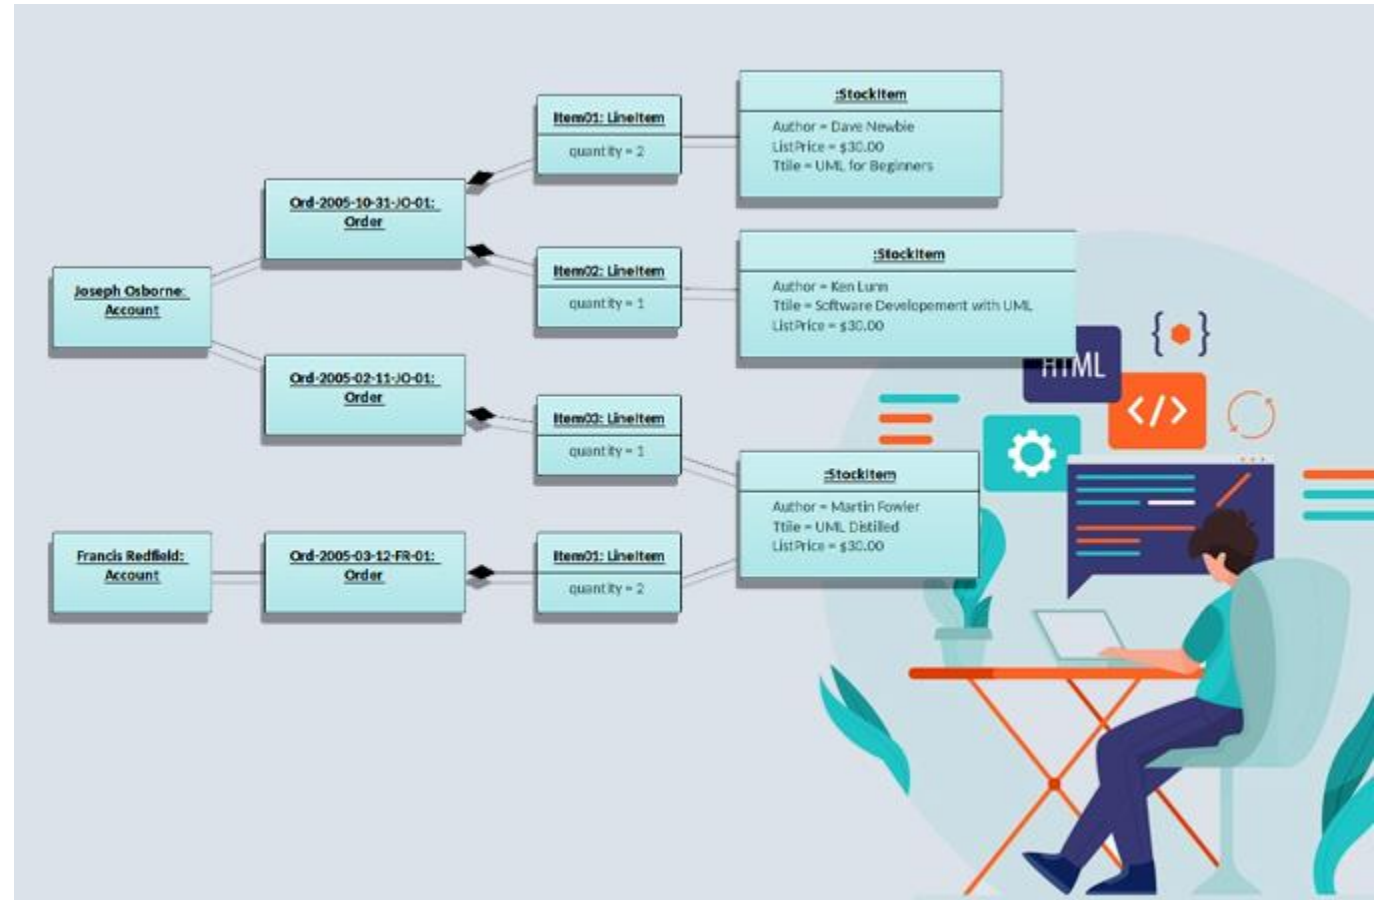 :StockItem
Author = Dave Newbie
ListPrice = $30.00
Ttile = UML for Beginners
Item01: LineItem
quantity = 2
Ord-2005-10-31-JO-01:
Order
:StockItem
Author = Ken Lunn
Ttile = Software Developement with UML
ListPrice = $30.00
Item02: LineItem
quantity = 1
Joseph Osborne:
Account
Ord-2005-02-11-JO-01:
Order
Item03: LineItem
quantity = 1
:StockItem
Author = Martin Fowler
Ttile = UML Distilled
ListPrice = $30.00
Francis Redfield:
Account
Ord-2005-03-12-FR-01:
Order
Item01: LineItem
quantity = 2
{ }
HTML
</>